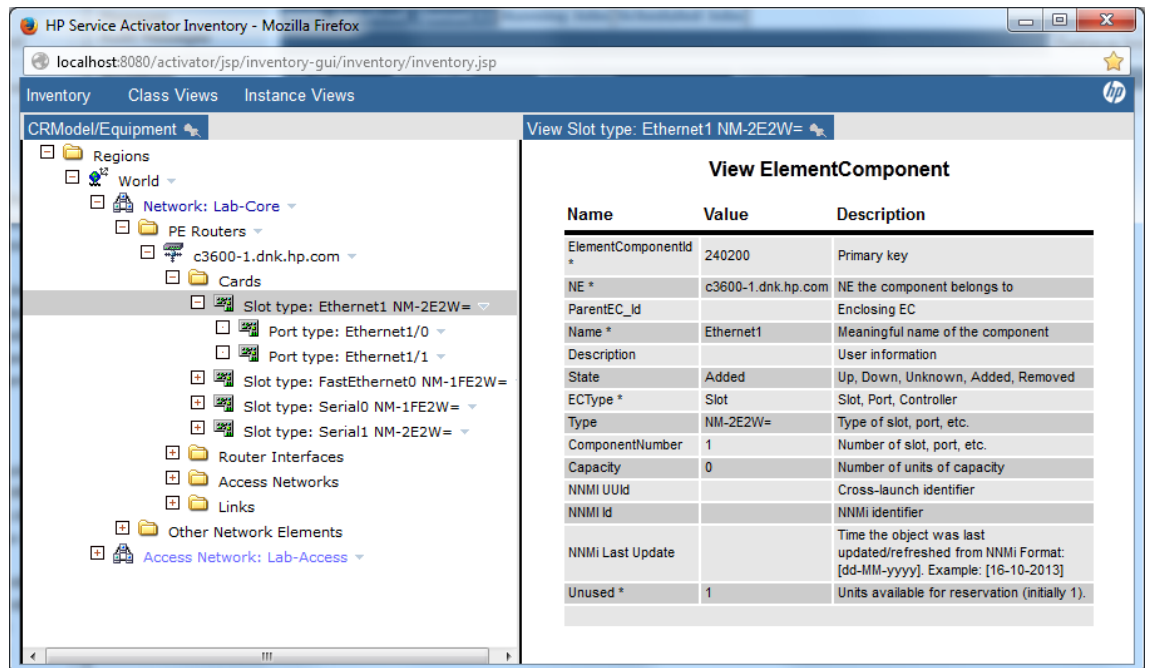 HP Service Activator Inventory - Mozilla Firefox
localhost:8080/activator/jsp/inventory-gui/inventory/inventory.jsp
Inventory Class Views Instance Views
hp
CRModel/Equipment
Regions
World
Network: Lab-Core
PE Routers
c3600-1.dnk.hp.com
Cards
Slot type: Ethernet1 NM-2E2W=
Port type: Ethernet1/0
Port type: Ethernet1/1
Slot type: FastEthernet0 NM-1FE2W=
Slot type: Serial0 NM-1FE2W=
Slot type: Serial1 NM-2E2W=
Router Interfaces
Access Networks
Links
Other Network Elements
Access Network: Lab-Access
View Slot type: Ethernet1 NM-2E2W=
View ElementComponent
Name Value Description
ElementComponentId * 240200 Primary key
NE * c3600-1.dnk.hp.com NE the component belongs to
ParentEC_Id Enclosing EC
Name * Ethernet1 Meaningful name of the component
Description User information
State Added Up, Down, Unknown, Added, Removed
ECType * Slot Slot, Port, Controller
Type NM-2E2W= Type of slot, port, etc.
ComponentNumber 1 Number of slot, port, etc.
Capacity 0 Number of units of capacity
NNMI UUId Cross-launch identifier
NNMI Id NNMi identifier
NNMi Last Update Time the object was last
updated/refreshed from NNMi Format:
[dd-MM-yyyy]. Example: [16-10-2013]
Unused * 1 Units available for reservation (initially 1).